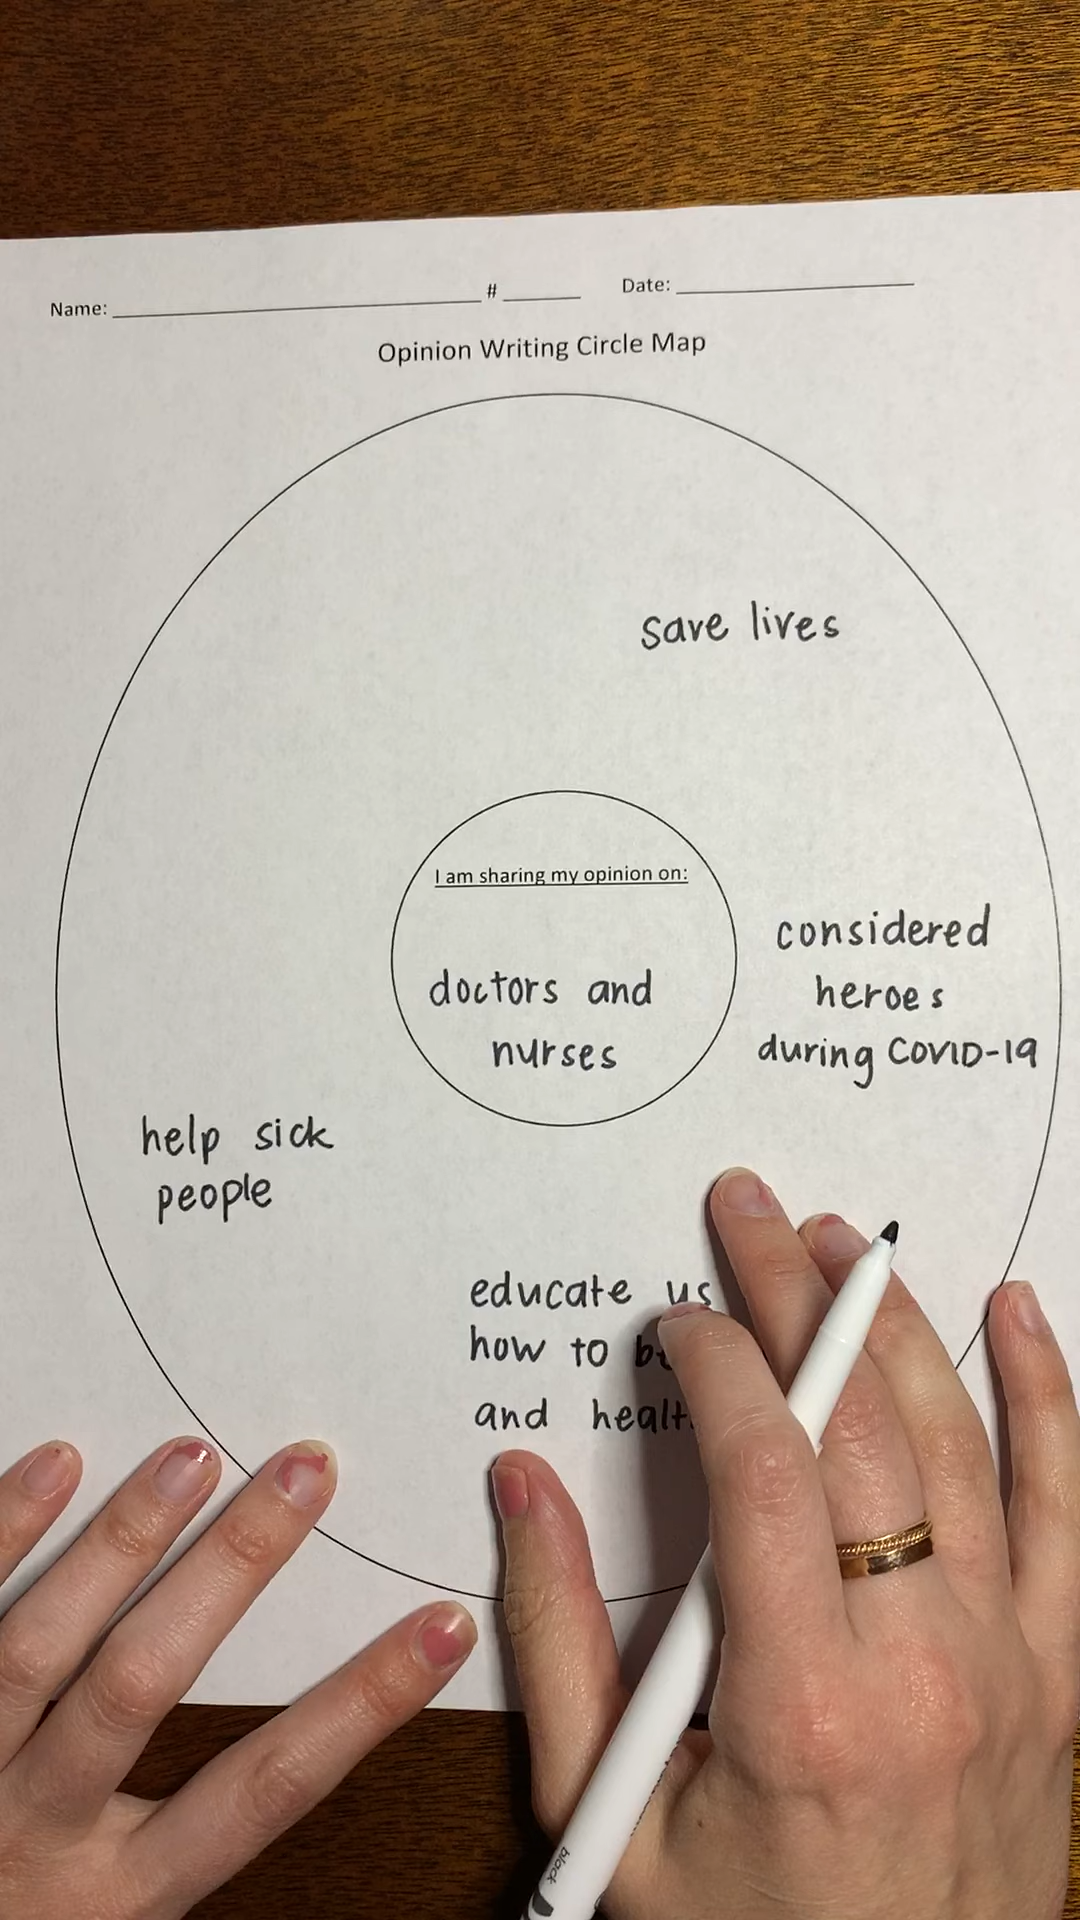 Name: # Date:
Opinion Writing Circle Map
save lives
I am sharing my opinion on:
doctors and
nurses
considered
heroes
during COVID-19
help sick
people
educate us
how to
and
black